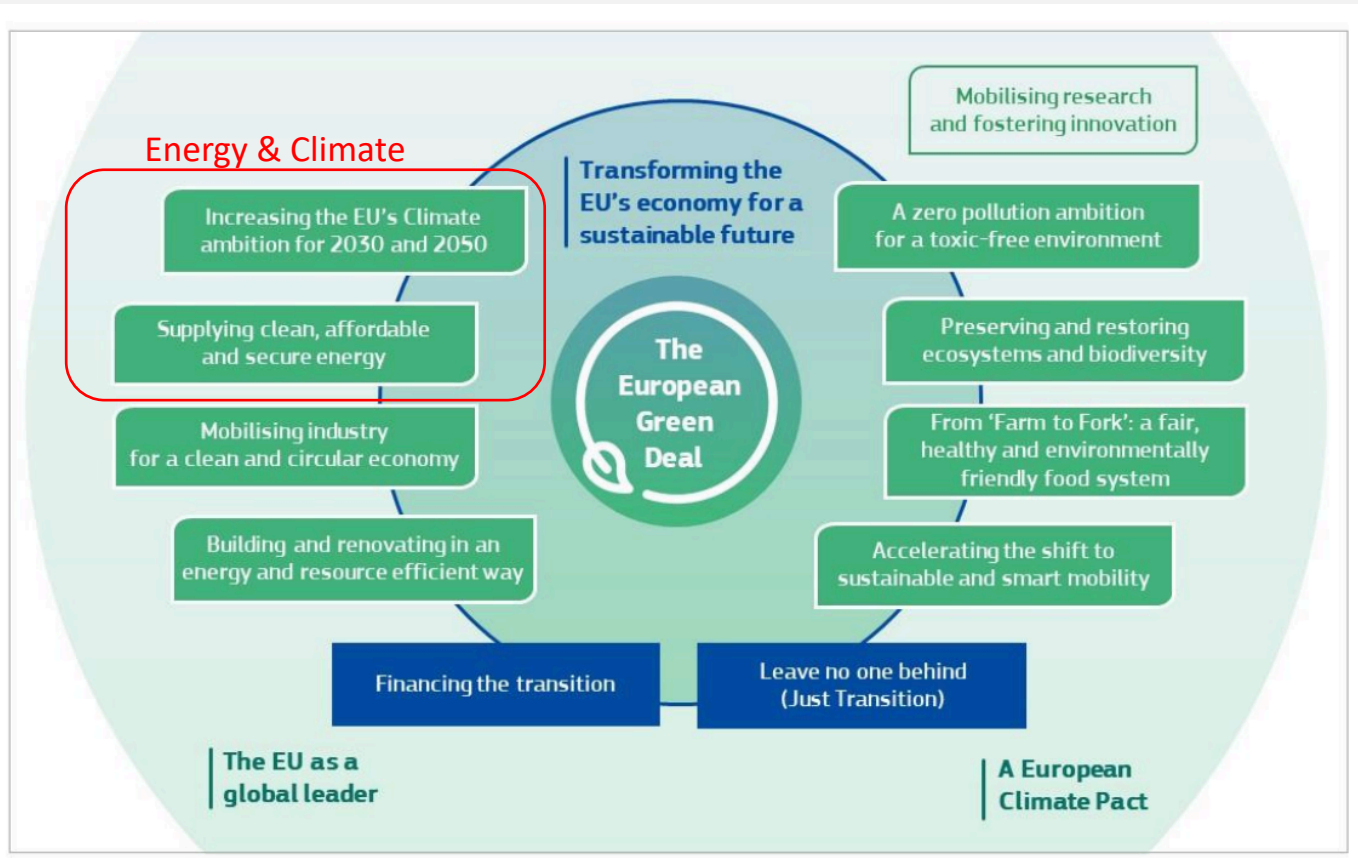 Mobilising research
and fostering innovation
Energy & Climate
Transforming the
EU's economy for a
sustainable future
Increasing the EU's Climate
ambition for 2030 and 2050
A zero pollution ambition
for a toxic-free environment
Supplying clean, affordable
and secure energy
The
European
Green
Deal
Preserving and restoring
ecosystems and biodiversity
Mobilising industry
for a clean and circular economy
From ‘Farm to Fork’: a fair,
healthy and environmentally
friendly food system
Building and renovating in an
energy and resource efficient way
Accelerating the shift to
sustainable and smart mobility
Financing the transition
Leave no one behind
(Just Transition)
The EU as a
global leader
A European
Climate Pact